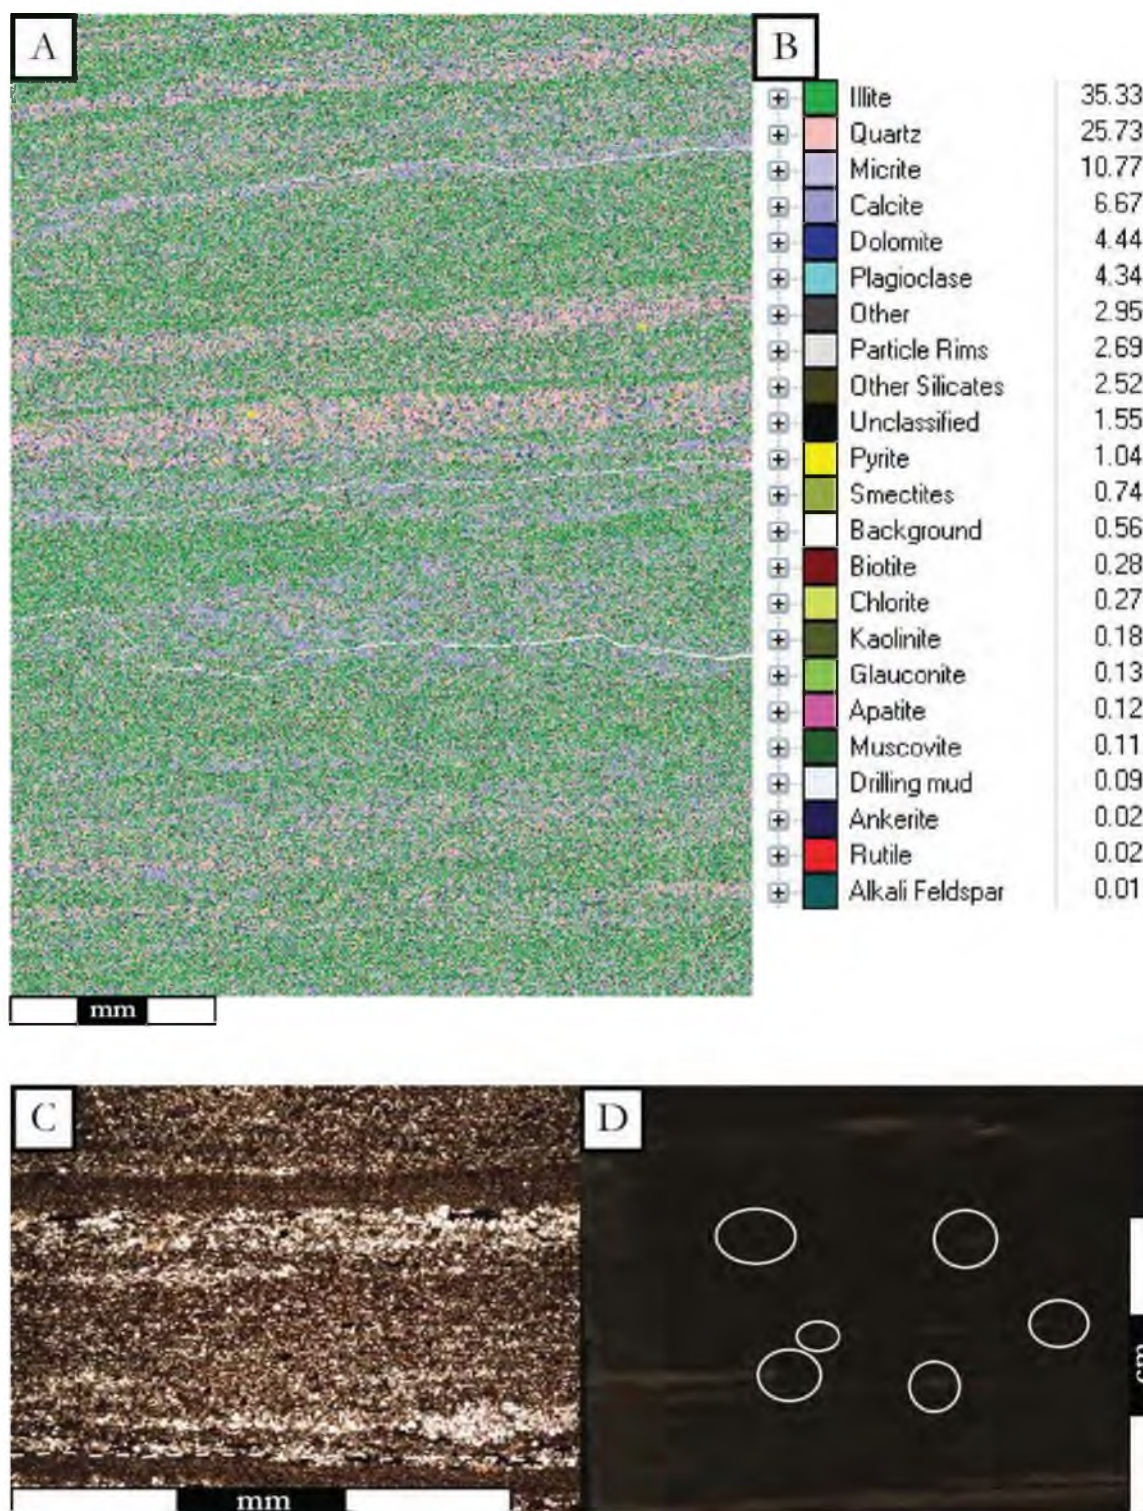 A
B
Illite 35.33
Quartz 25.73
Micrite 10.77
Calcite 6.67
Dolomite 4.44
Plagioclase 4.34
Other 2.95
Particle Rims 2.69
Other Silicates 2.52
Unclassified 1.55
Pyrite 1.04
Smectites 0.74
Background 0.56
Biotite 0.28
Chlorite 0.27
Kaolinite 0.18
Glauconite 0.13
Apatite 0.12
Muscovite 0.11
Drilling mud 0.09
Ankerite 0.02
Rutile 0.02
Alkali Feldspar 0.01
mm
C
D
cm
mm